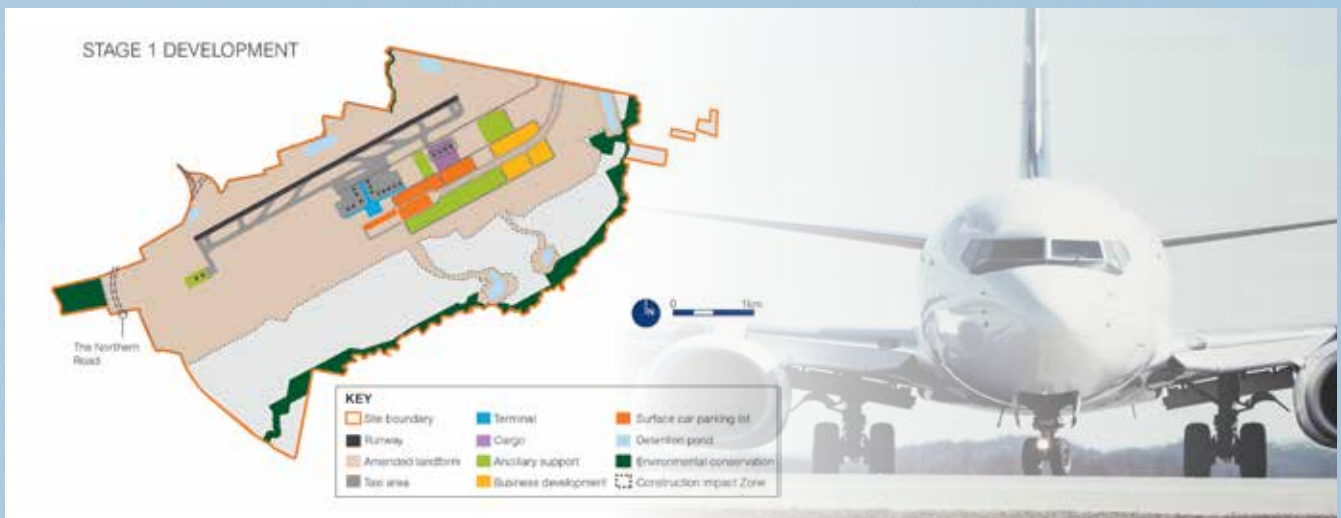 STAGE 1 DEVELOPMENT
The Northern
Road
N
0 1km
KEY
Site boundary
Runway
Amended landform
Taxi area
Terminal
Cargo
Ancillary support
Business development
Surface car parking lot
Detention pond
Environmental conservation
Construction impact Zone